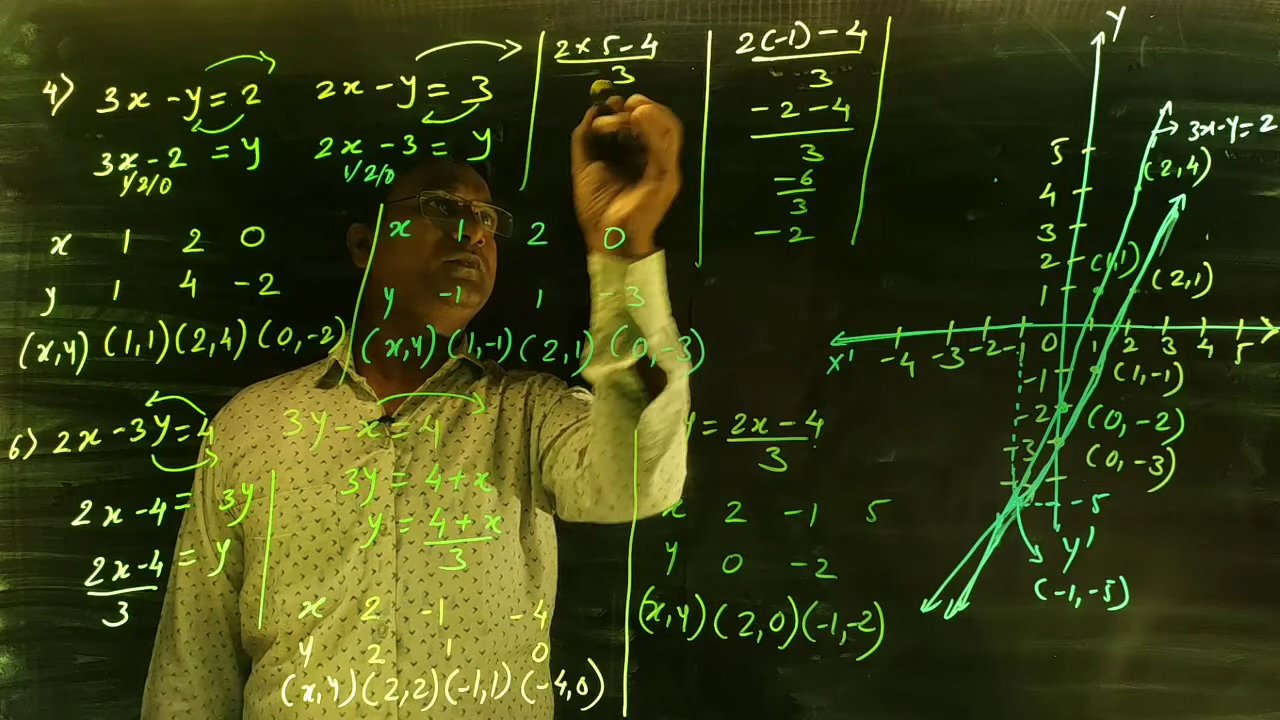 4) 3x - y = 2
3x - 2 = y
1/2/0
x 1 2 0
y 1 4 -2
(x,y) (1,1) (2,4) (0,-2)
2x - y = 3
2x - 3 = y
1/2/0
x 1 2 0
y -1 1 -3
(x,y) (1,-1) (2,1) (0,-3)
2×5-4
3
2(-1)-4
3
-2-4
3
-6
3
-2
6) 2x-3y=4
2x-4 = 3y
2x-4 = y
3
3y-x=4
3y = 4+x
y = 4+x
3
x 2 -1 -4
y 2 1 0
(x,y) (2,2) (-1,1) (-4,0)
y = 2x-4
3
x 2 -1 5
y 0 -2
(x,y) (2,0) (-1,-2)
y
3x-y=2
5
(2,4)
4
3
2 (1,1)
1 (2,1)
x' -4 -3 -2 -1 0 1 2 3 4 5
-1 (1,-1)
-2 (0,-2)
-3 (0,-3)
-5
y'
(-1,-5)